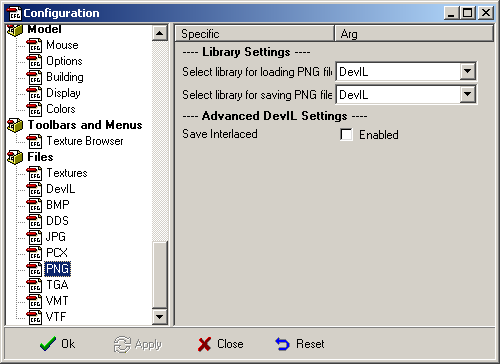 Configuration
Model
Mouse
Options
Building
Display
Colors
Toolbars and Menus
Texture Browser
Files
Textures
DevIL
BMP
DDS
JPG
PCX
PNG
TGA
VMT
VTF
Specific Arg
---- Library Settings ----
Select library for loading PNG file DevIL
Select library for saving PNG file DevIL
---- Advanced DevIL Settings ----
Save Interlaced Enabled
Ok Apply Close Reset